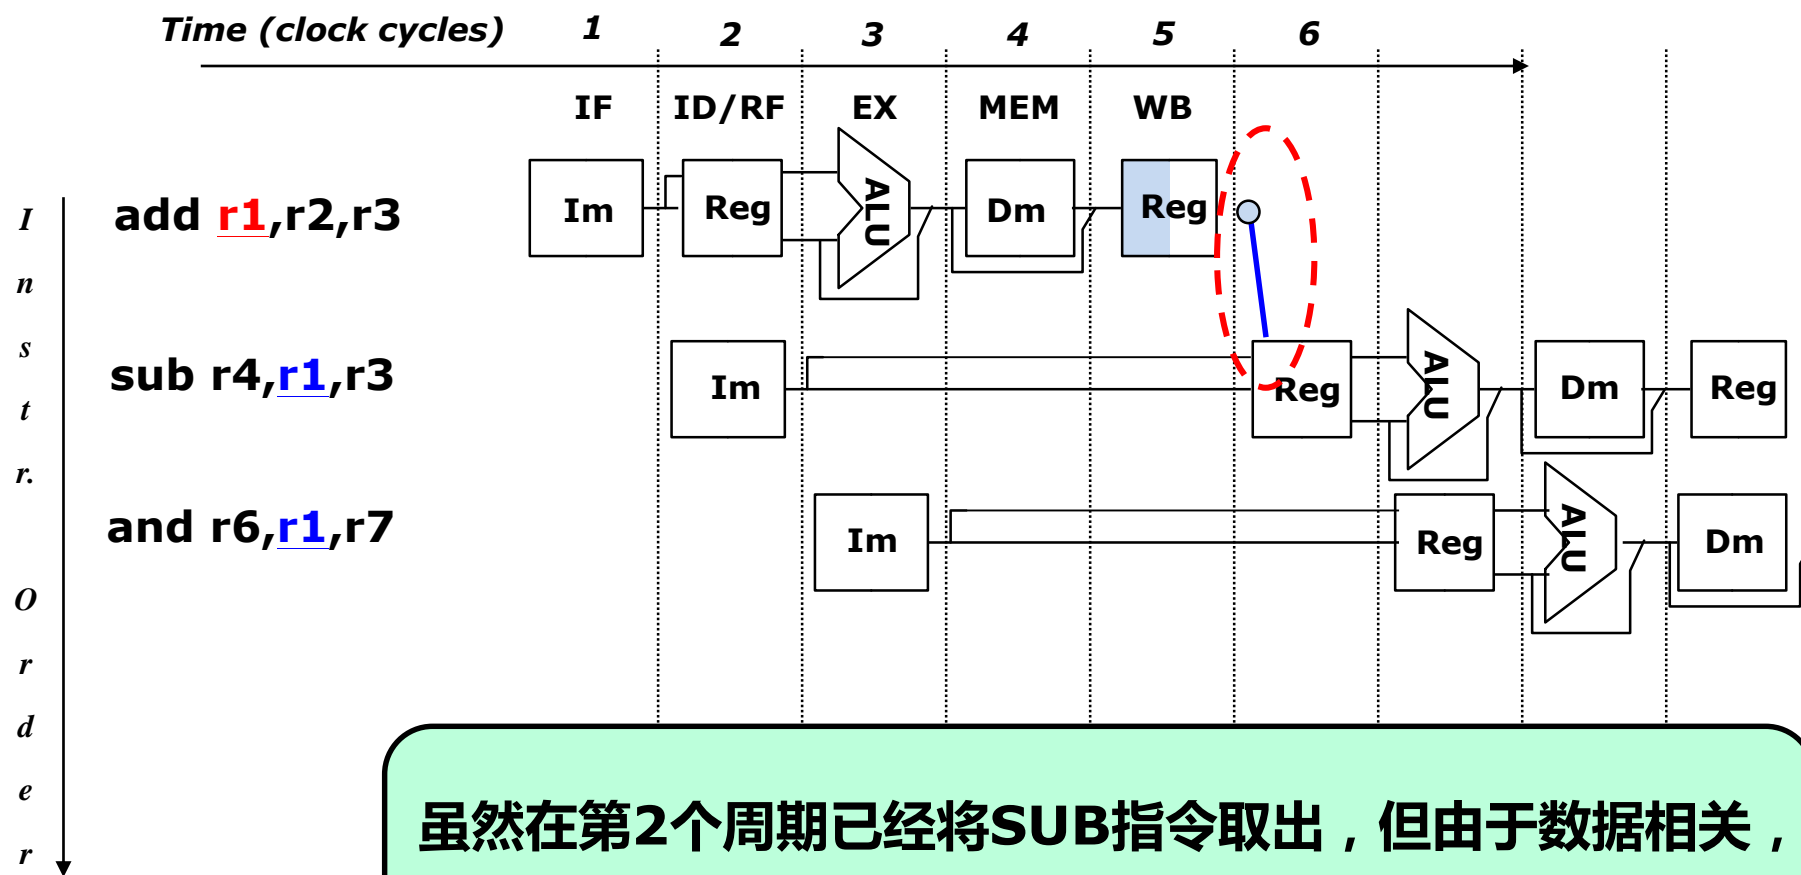 Time (clock cycles) 1 2 3 4 5 6
IF ID/RF EX MEM WB
add r1,r2,r3 Im Reg ALU Dm Reg
sub r4,r1,r3 Im Reg ALU Dm Reg
and r6,r1,r7 Im Reg ALU Dm
Instr. Order
虽然在第2个周期已经将SUB指令取出，但由于数据相关，